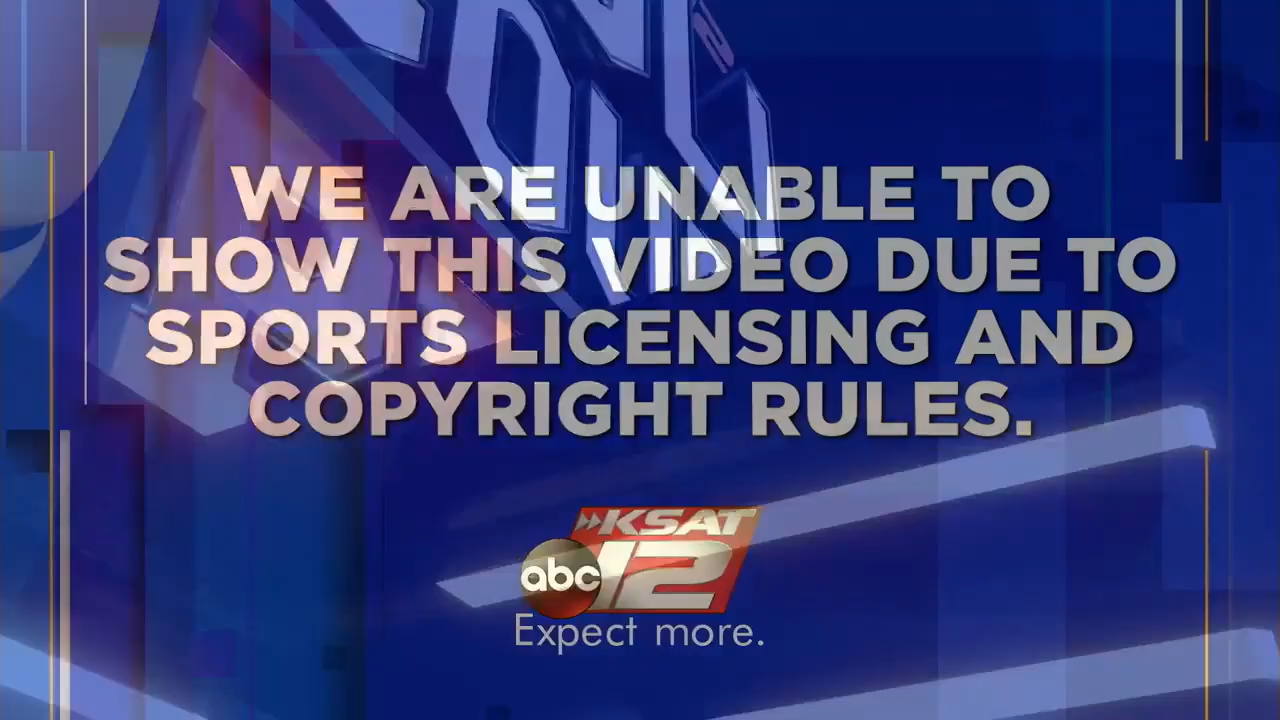 WE ARE UNABLE TO
SHOW THIS VIDEO DUE TO
SPORTS LICENSING AND
COPYRIGHT RULES.
KSAT
abc 12
Expect more.